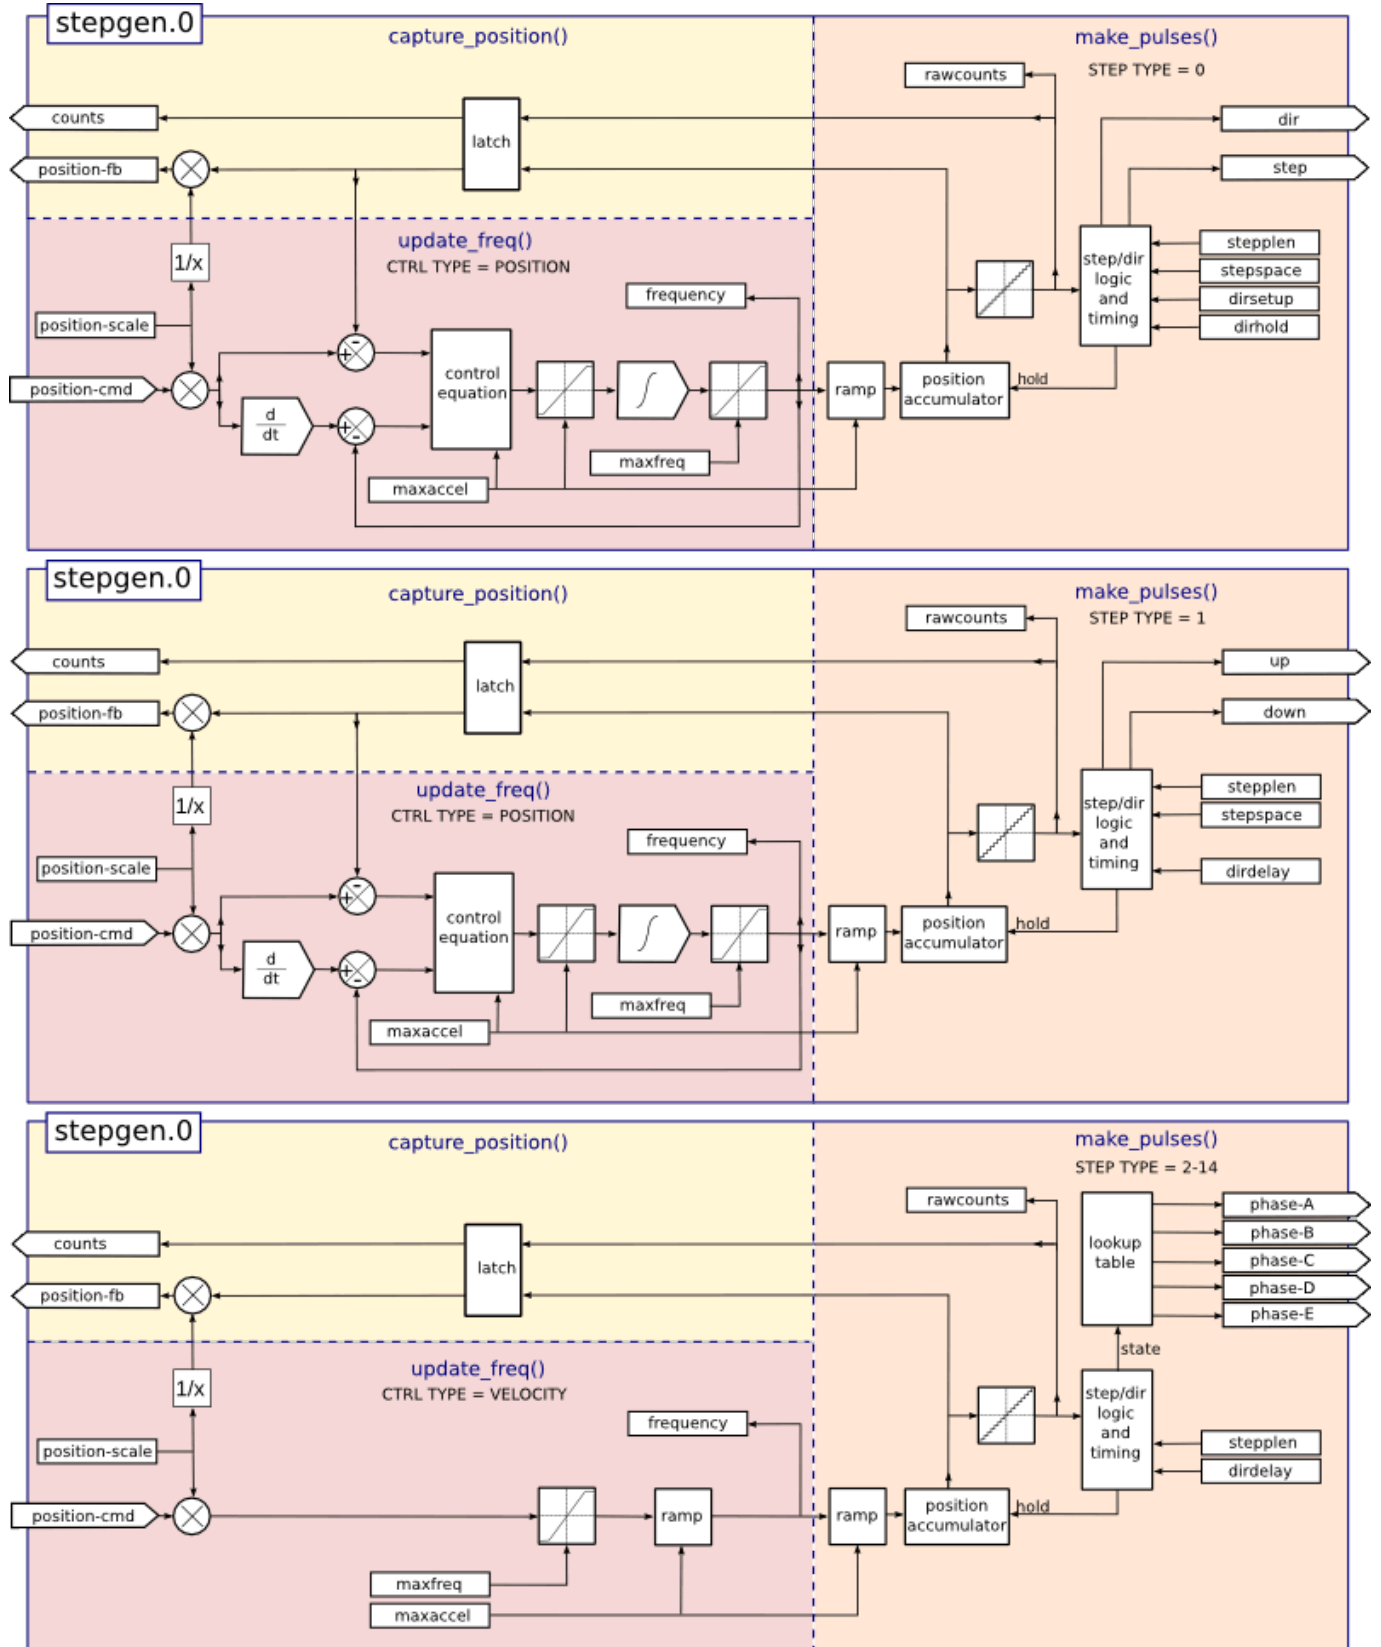 stepgen.0
capture_position()
make_pulses()
STEP TYPE = 0
rawcounts
counts
latch
dir
position-fb
step
update_freq()
CTRL TYPE = POSITION
1/x
frequency
step/dir
logic
and
timing
stepplen
stepspace
dirsetup
dirhold
position-scale
position-cmd
d
dt
control
equation
ramp
position
accumulator
hold
maxfreq
maxaccel
stepgen.0
capture_position()
make_pulses()
STEP TYPE = 1
rawcounts
counts
latch
up
position-fb
down
update_freq()
CTRL TYPE = POSITION
1/x
frequency
step/dir
logic
and
timing
stepplen
stepspace
dirdelay
position-scale
position-cmd
d
dt
control
equation
ramp
position
accumulator
hold
maxfreq
maxaccel
stepgen.0
capture_position()
make_pulses()
STEP TYPE = 2-14
rawcounts
counts
latch
lookup
table
phase-A
phase-B
phase-C
phase-D
phase-E
position-fb
state
update_freq()
CTRL TYPE = VELOCITY
1/x
frequency
step/dir
logic
and
timing
stepplen
dirdelay
position-scale
position-cmd
ramp
ramp
position
accumulator
hold
maxfreq
maxaccel